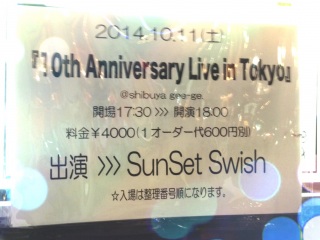 2014.10.11(土)
『10th Anniversary Live in Tokyo』
@shibuya gee-ge.
開場17:30 >>> 開演18:00
料金￥4000(1オーダー代600円別)
出演 >>> SunSet Swish
☆入場は整理番号順になります。